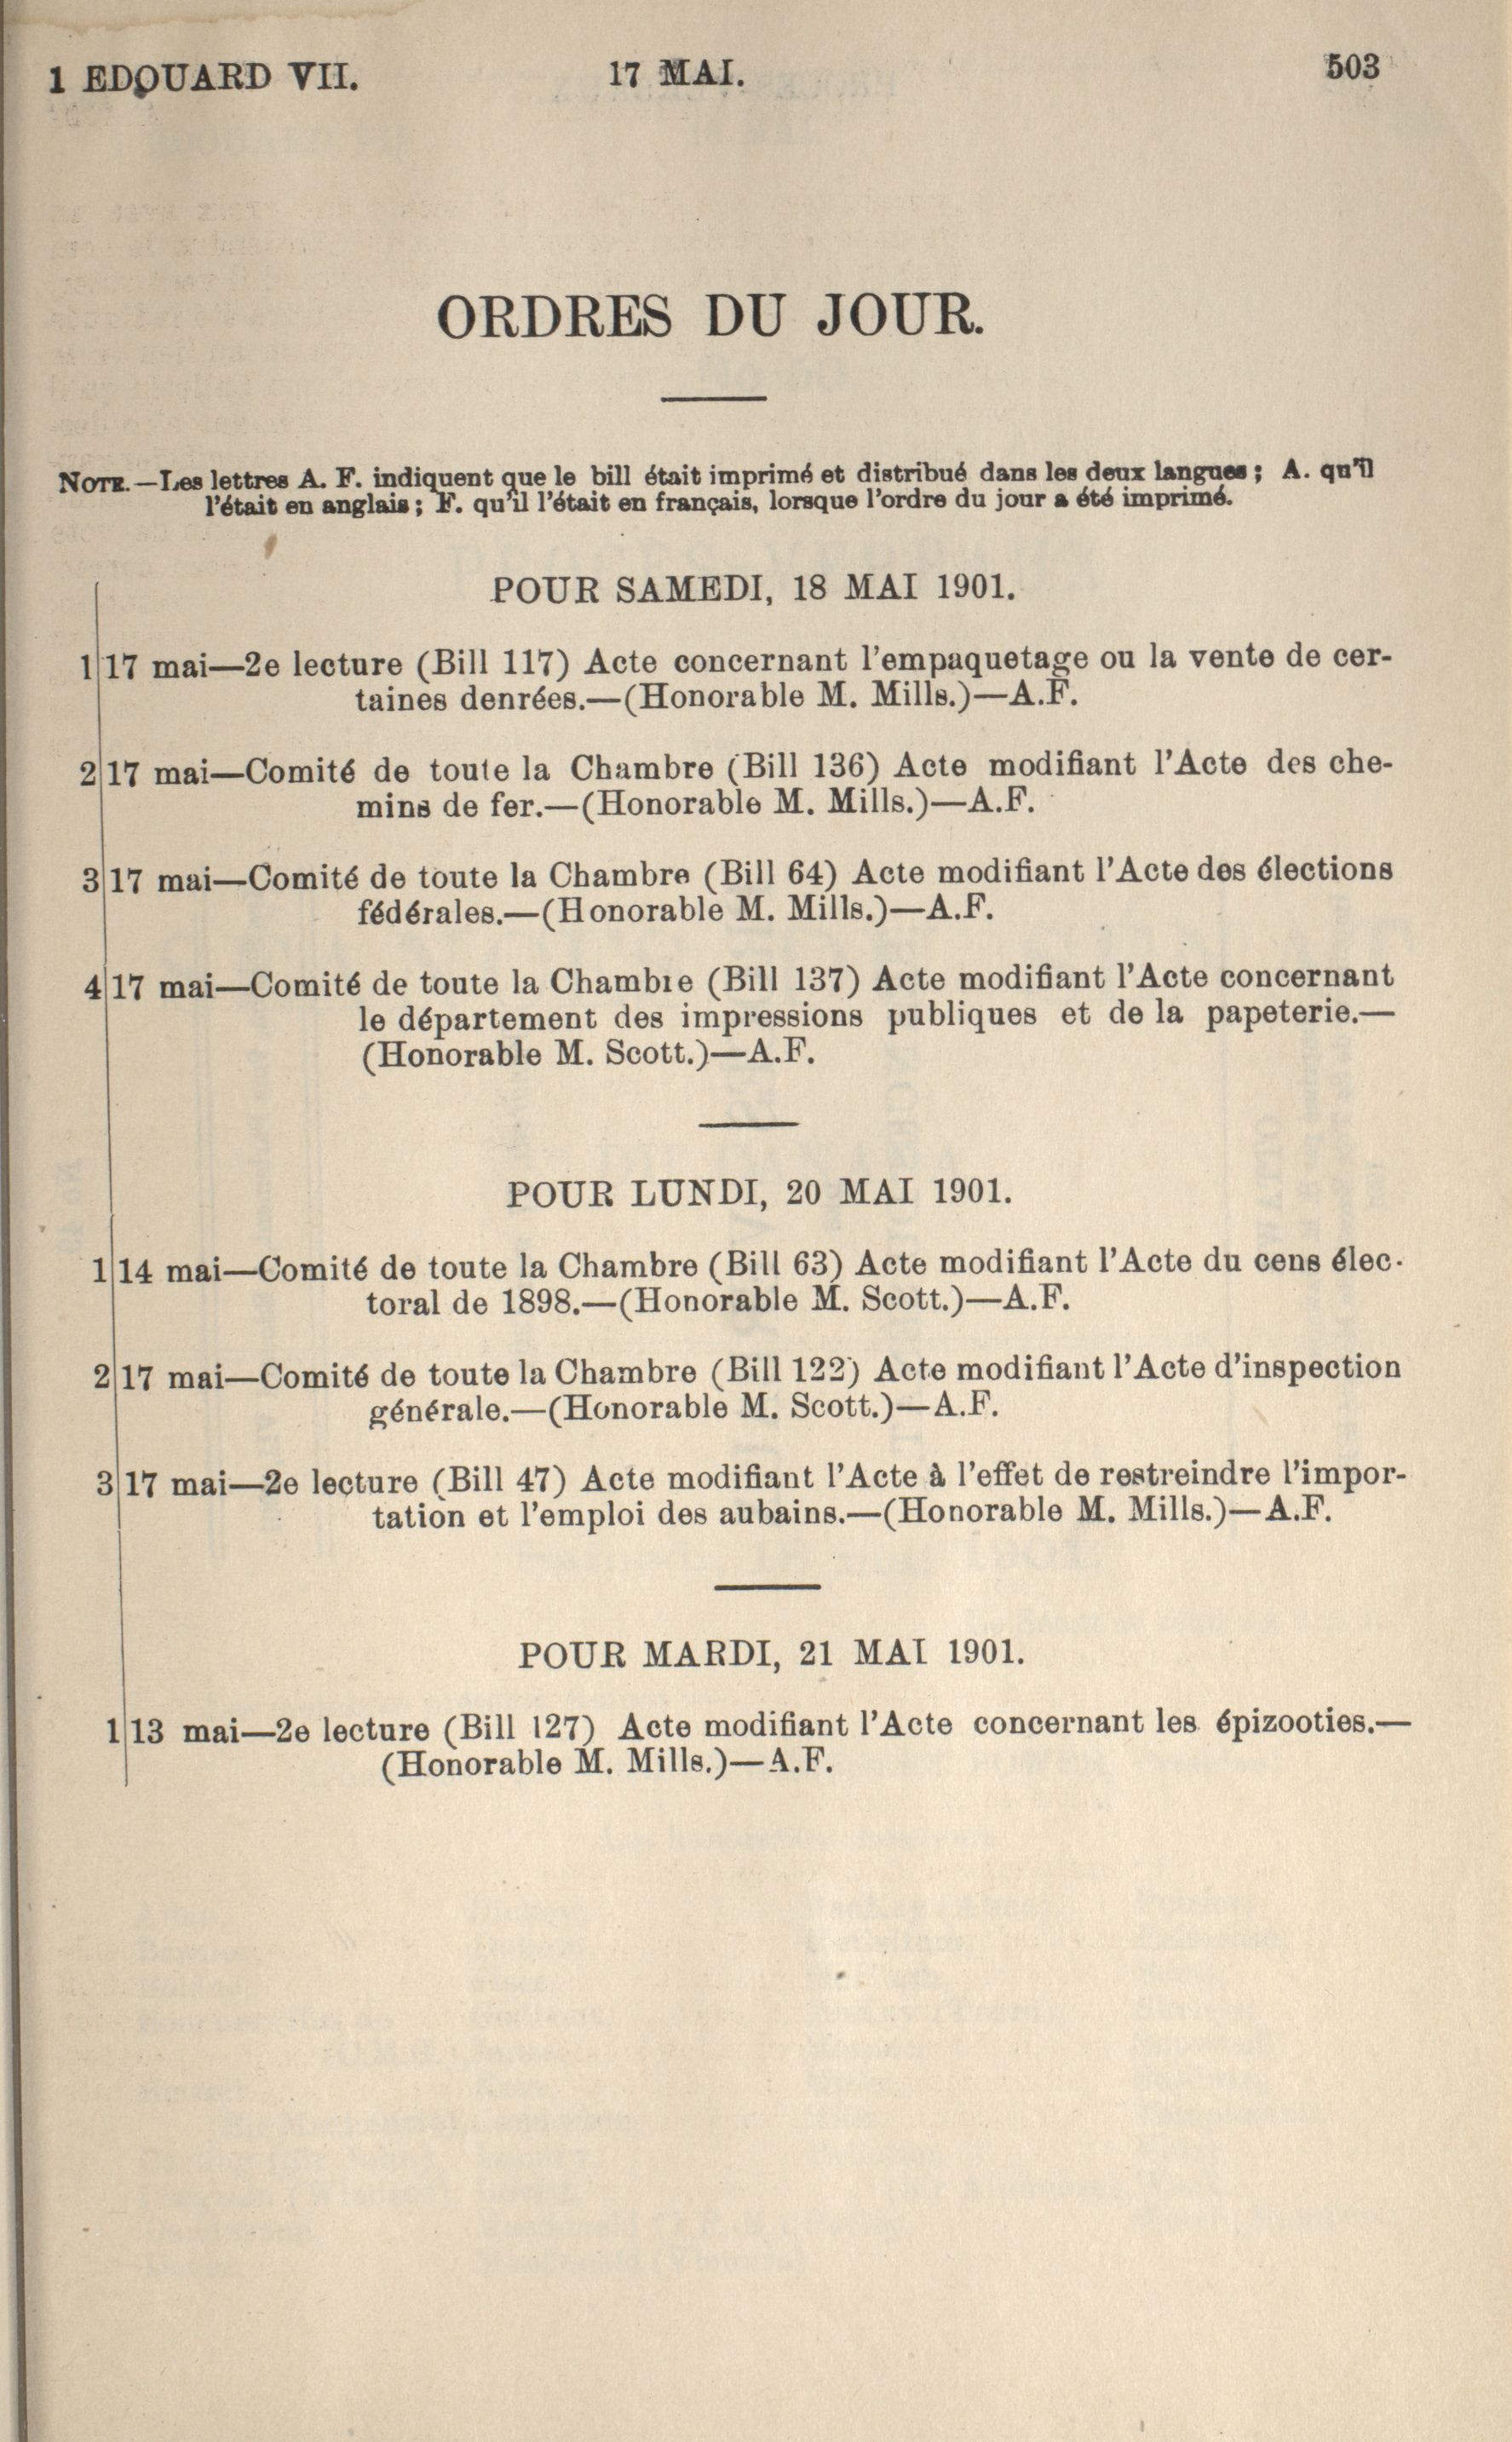 1 EDOUARD VII.
17 MAI.
503
ORDRES DU JOUR.
NOTE.—Les lettres A. F. indiquent que le bill était imprimé et distribué dans les deux langues; A. qu'il
l'était en anglais; F. qu'il l'était en français, lorsque l'ordre du jour a été imprimé.
POUR SAMEDI, 18 MAI 1901.
1 17 mai—2e lecture (Bill 117) Acte concernant l'empaquetage ou la vente de cer-
taines denrées.—(Honorable M. Mills.)—A.F.
2 17 mai—Comité de toute la Chambre (Bill 136) Acte modifiant l'Acte des che-
mins de fer.—(Honorable M. Mills.)—A.F.
3 17 mai—Comité de toute la Chambre (Bill 64) Acte modifiant l'Acte des élections
fédérales.—(Honorable M. Mills.)—A.F.
4 17 mai—Comité de toute la Chambre (Bill 137) Acte modifiant l'Acte concernant
le département des impressions publiques et de la papeterie.—
(Honorable M. Scott.)—A.F.
POUR LUNDI, 20 MAI 1901.
1 14 mai—Comité de toute la Chambre (Bill 63) Acte modifiant l'Acte du cens élec-
toral de 1898.—(Honorable M. Scott.)—A.F.
2 17 mai—Comité de toute la Chambre (Bill 122) Acte modifiant l'Acte d'inspection
générale.—(Honorable M. Scott.)—A.F.
3 17 mai—2e lecture (Bill 47) Acte modifiant l'Acte à l'effet de restreindre l'impor-
tation et l'emploi des aubains.—(Honorable M. Mills.)—A.F.
POUR MARDI, 21 MAI 1901.
1 13 mai—2e lecture (Bill 127) Acte modifiant l'Acte concernant les épizooties.—
(Honorable M. Mills.)—A.F.